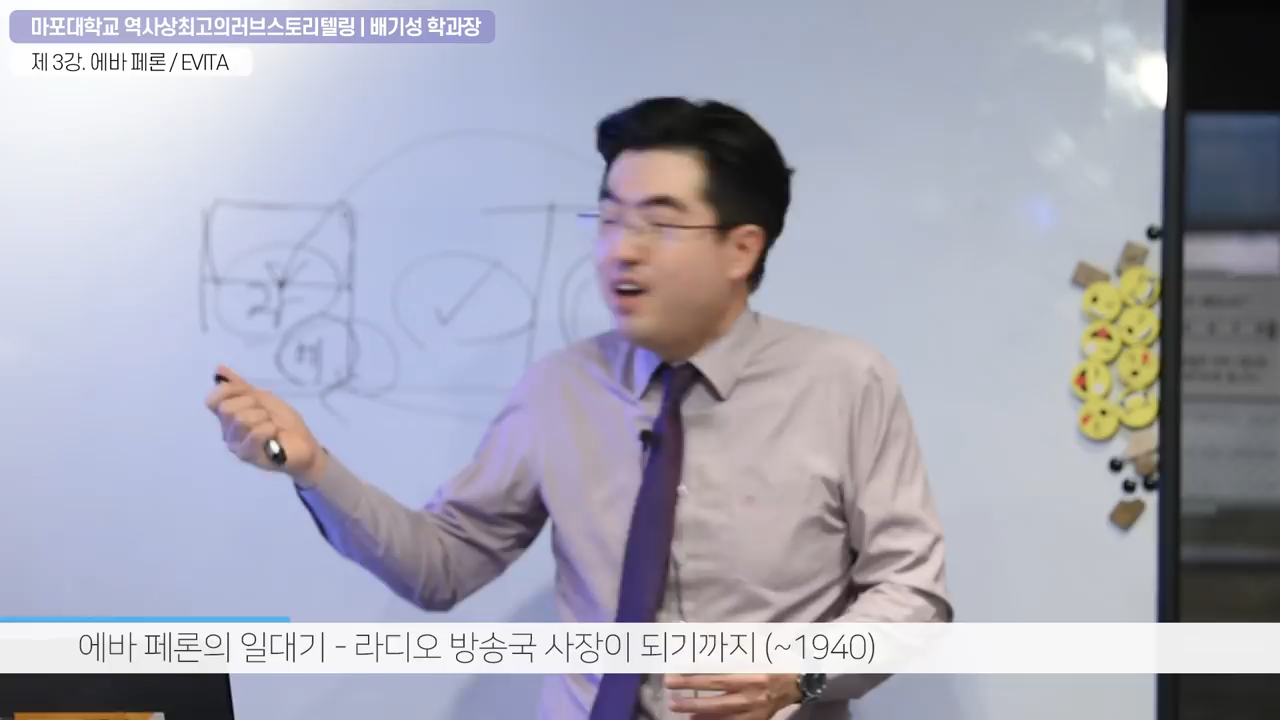 마포대학교 역사상최고의러브스토리텔링 | 배기성 학과장
제 3강. 에바 페론 / EVITA
에바 페론의 일대기 - 라디오 방송국 사장이 되기까지 (~1940)